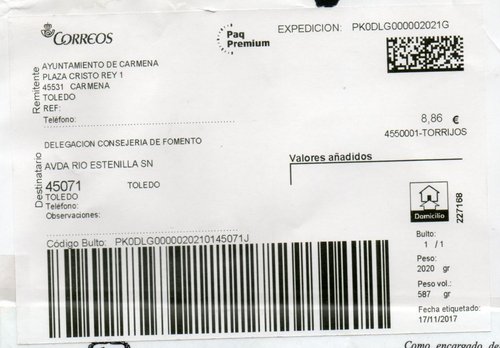 CORREOS
Paq
Premium
EXPEDICION: PK0DLG000002021G
Remitente
AYUNTAMIENTO DE CARMENA
PLAZA CRISTO REY 1
45531 CARMENA
TOLEDO
REF:
Teléfono:
8,86 €
4550001-TORRIJOS
Destinatario
DELEGACION CONSEJERIA DE FOMENTO
AVDA RIO ESTENILLA SN
45071 TOLEDO
TOLEDO
Teléfono:
Observaciones:
Valores añadidos
Domicilio
227168
Código Bulto: PK0DLG0000020210145071J
Bulto:
1 / 1
Peso:
2020 gr
Peso vol.:
587 gr
Fecha etiquetado:
17/11/2017
Como encargado de